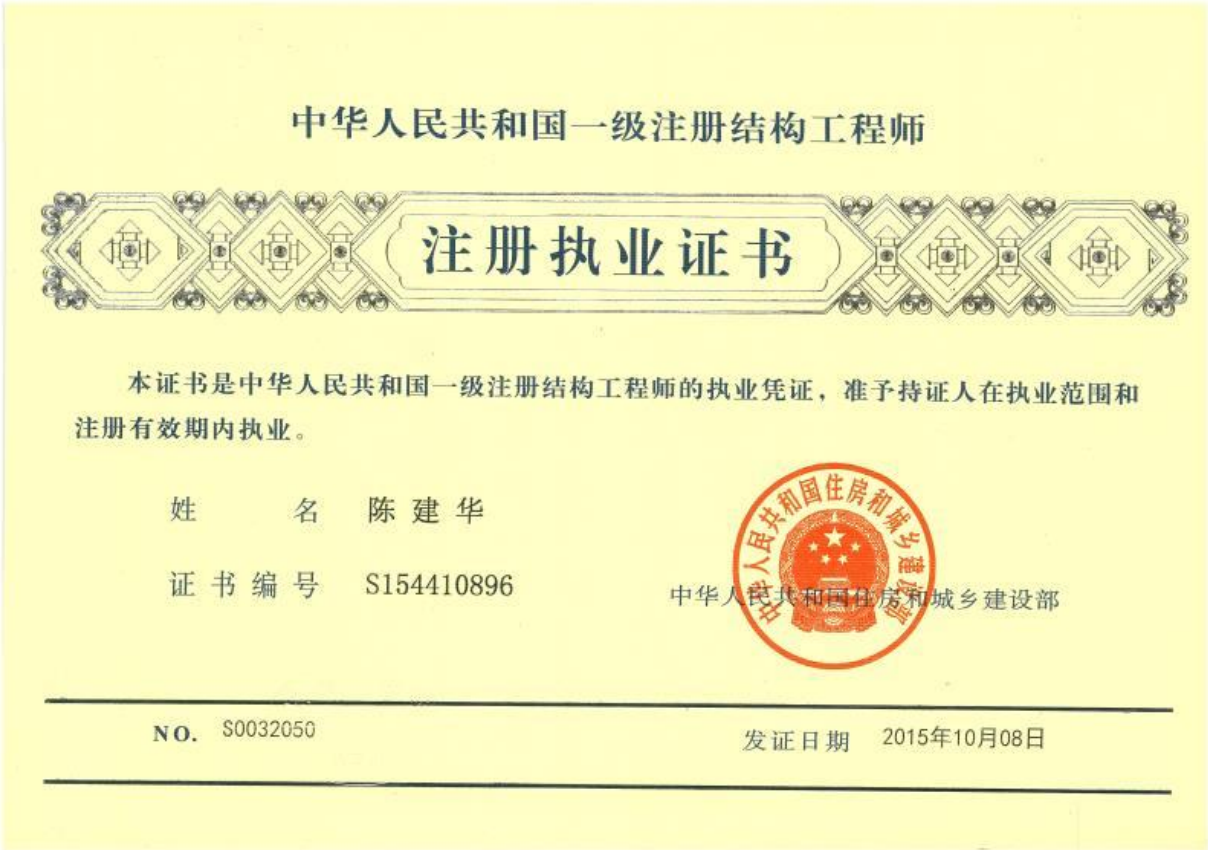 中华人民共和国一级注册结构工程师
注册执业证书
本证书是中华人民共和国一级注册结构工程师的执业凭证，准予持证人在执业范围和
注册有效期内执业。
姓 名 陈建华
证书编号 S154410896
中华人民共和国住房和城乡建设部
中华人民共和国住房和城乡建设部
NO. S0032050
发证日期 2015年10月08日